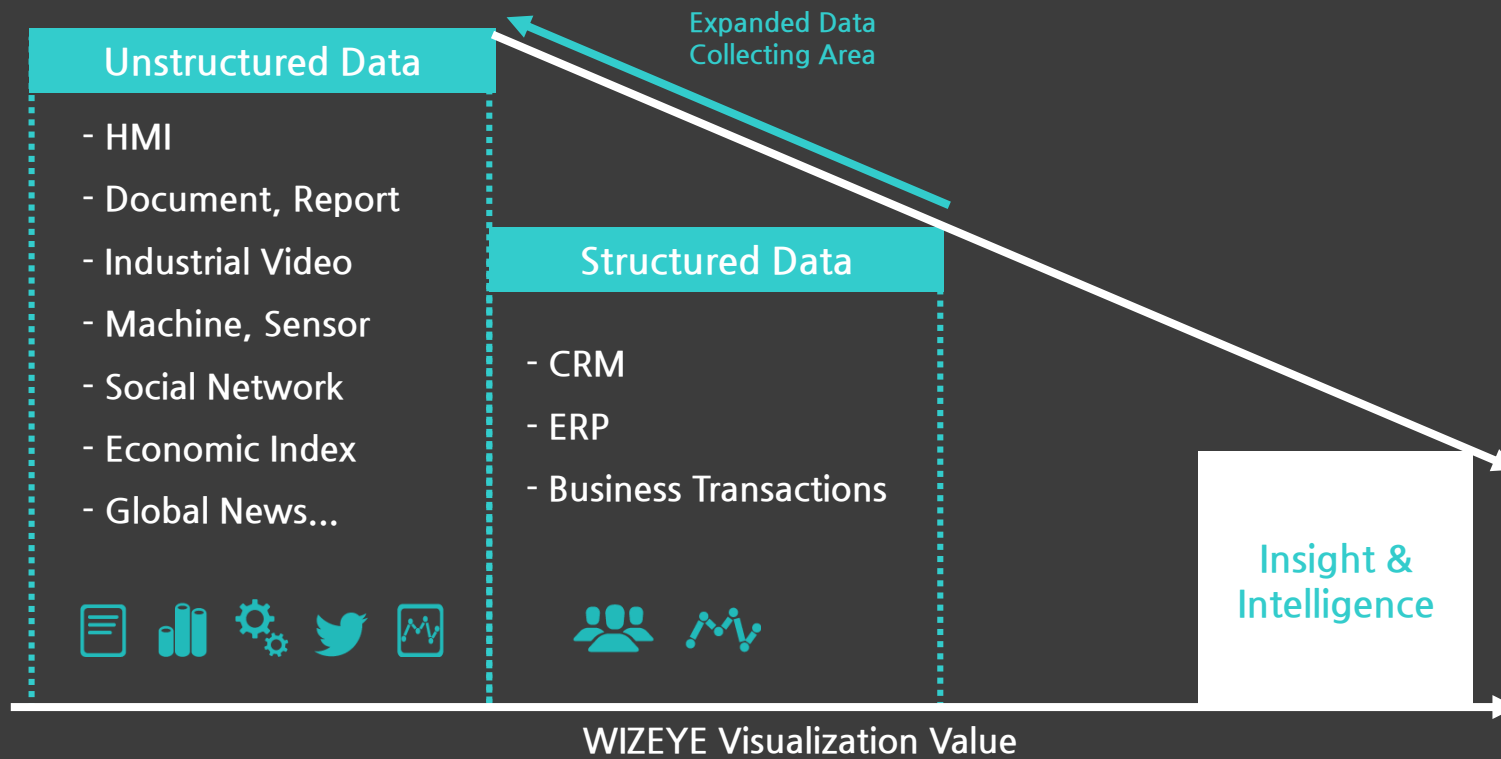 Expanded Data
Collecting Area
Unstructured Data
- HMI
- Document, Report
- Industrial Video
- Machine, Sensor
- Social Network
- Economic Index
- Global News...
Structured Data
- CRM
- ERP
- Business Transactions
Insight &
Intelligence
WIZEYE Visualization Value